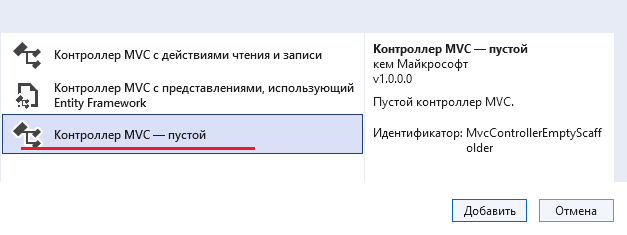 Контроллер MVC с действиями чтения и записи
Контроллер MVC с представлениями, использующий
Entity Framework
Контроллер MVC — пустой
Контроллер MVC — пустой
кем Майкрософт
v1.0.0.0
Пустой контроллер MVC.
Идентификатор: MvcControllerEmptyScaff
older
Добавить
Отмена